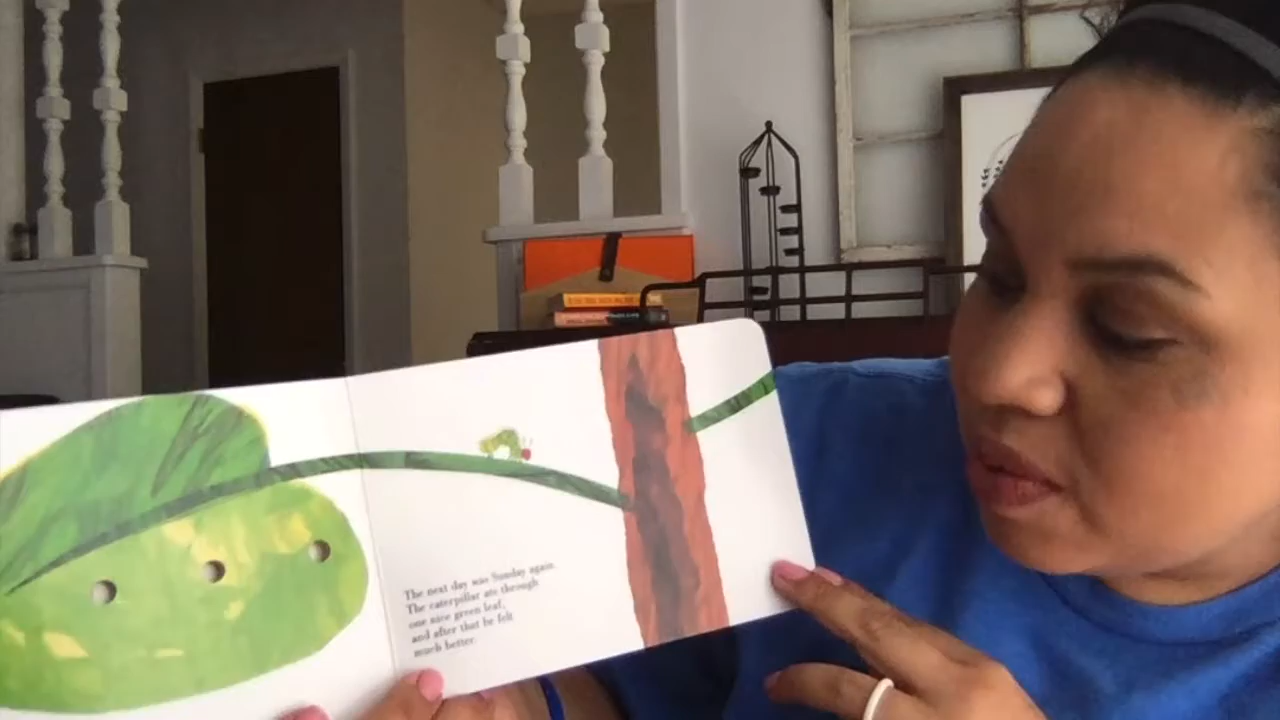 The next day was Sunday again.
The caterpillar ate through
one nice green leaf,
and after that he felt
much better.